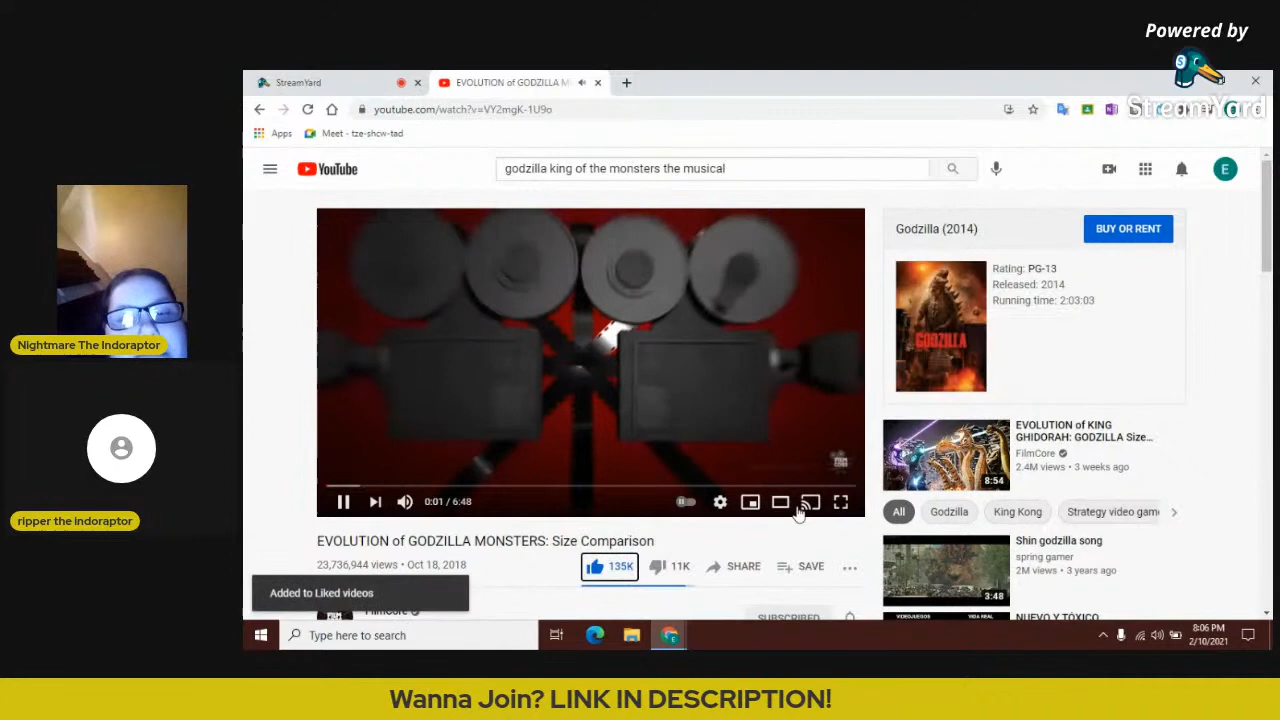 Powered by
StreamYard
StreamYard
EVOLUTION of GODZILLA M
youtube.com/watch?v=VY2mgK-1U9o
Apps
Meet - tze-shcw-tad
YouTube
godzilla king of the monsters the musical
E
Godzilla (2014)
BUY OR RENT
Rating: PG-13
Released: 2014
Running time: 2:03:03
GODZILLA
Nightmare The Indoraptor
ripper the indoraptor
0:01 / 6:48
EVOLUTION of KING
GHIDORAH: GODZILLA Size...
FilmCore
2.4M views • 3 weeks ago
8:54
All
Godzilla
King Kong
Strategy video game
Shin godzilla song
spring gamer
2M views • 3 years ago
3:48
EVOLUTION of GODZILLA MONSTERS: Size Comparison
23,736,944 views • Oct 18, 2018
135K
11K
SHARE
SAVE
Added to Liked videos
FilmCore
SUBSCRIBED
NUEVO Y TÓXICO
Type here to search
8:06 PM
2/10/2021
Wanna Join? LINK IN DESCRIPTION!